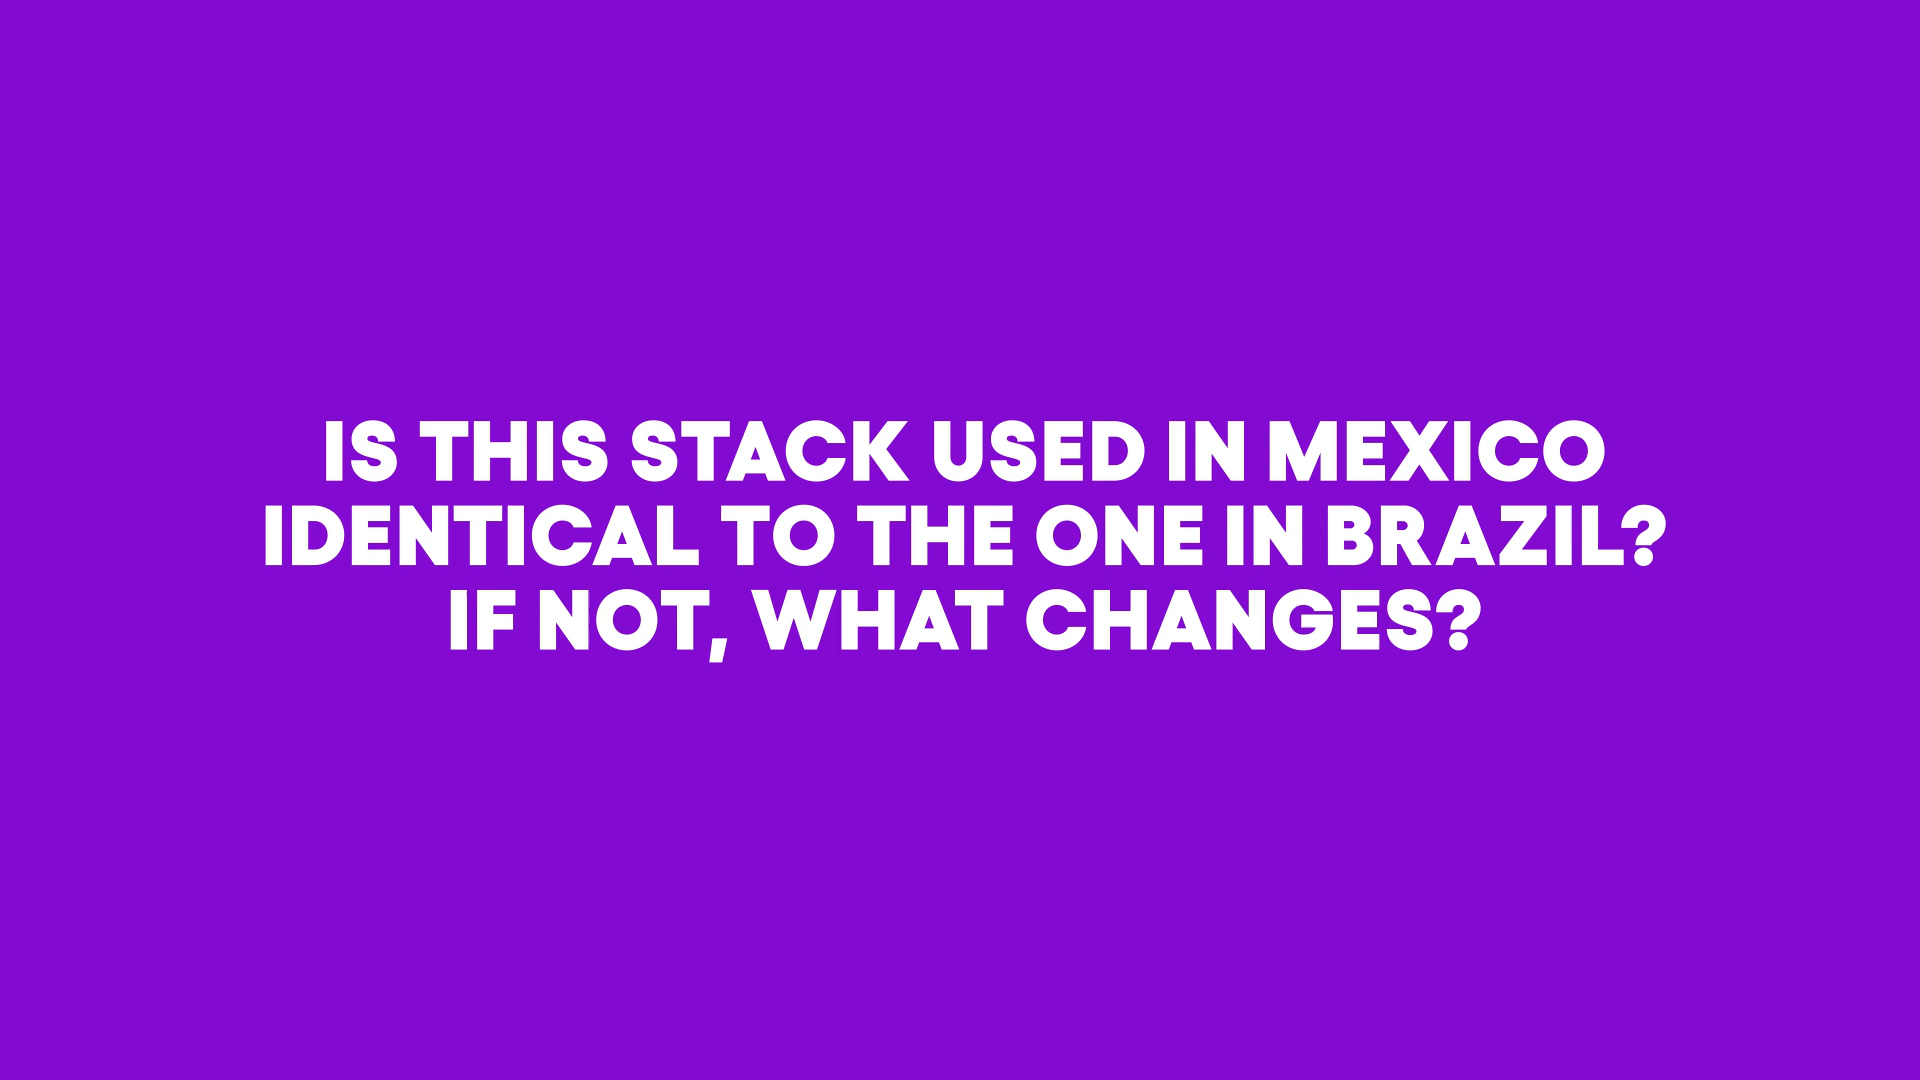 IS THIS STACK USED IN MEXICO
IDENTICAL TO THE ONE IN BRAZIL?
IF NOT, WHAT CHANGES?